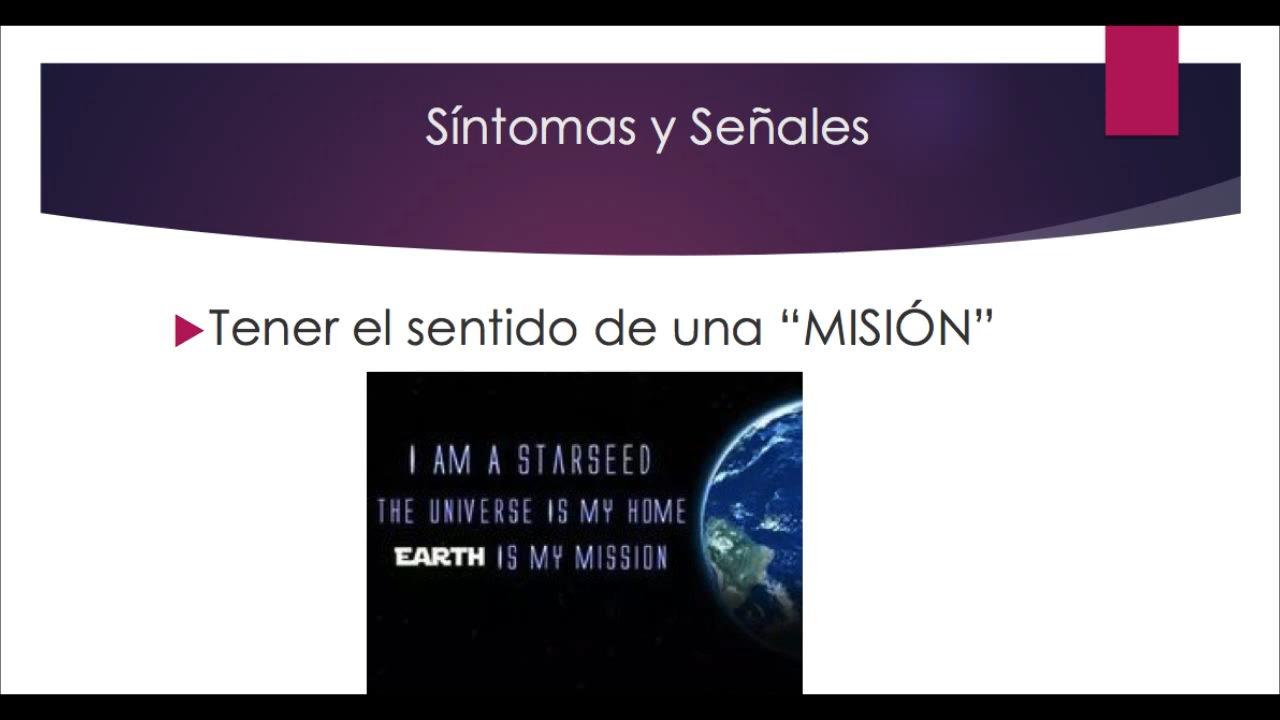 Síntomas y Señales
Tener el sentido de una “MISIÓN”
I AM A STARSEED
THE UNIVERSE IS MY HOME
EARTH IS MY MISSION